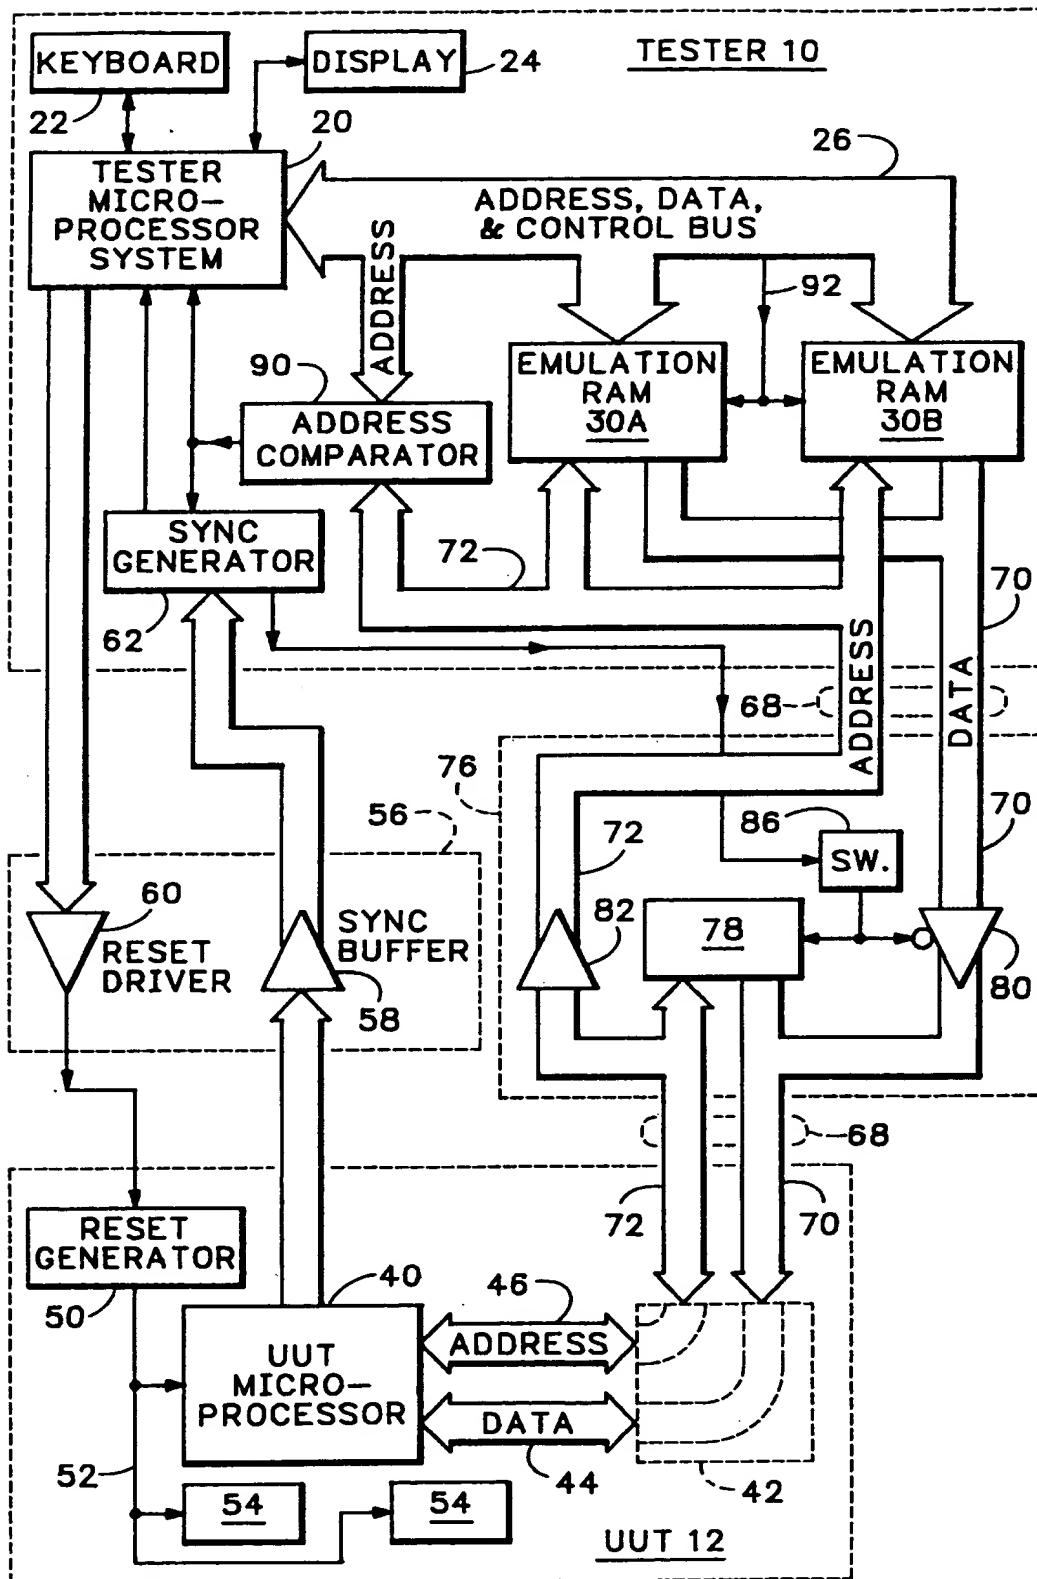 KEYBOARD
DISPLAY
24
TESTER 10
22
20
TESTER
MICRO-
PROCESSOR
SYSTEM
26
ADDRESS, DATA,
& CONTROL BUS
ADDRESS
92
90
EMULATION
RAM
30A
EMULATION
RAM
30B
ADDRESS
COMPARATOR
SYNC
GENERATOR
72
62
70
ADDRESS
DATA
68
76
56
86
70
72
SW.
60
RESET
DRIVER
SYNC
BUFFER
58
82
78
80
68
72
70
RESET
GENERATOR
50
40
46
ADDRESS
UUT
MICRO-
PROCESSOR
DATA
44
42
52
54
54
UUT 12